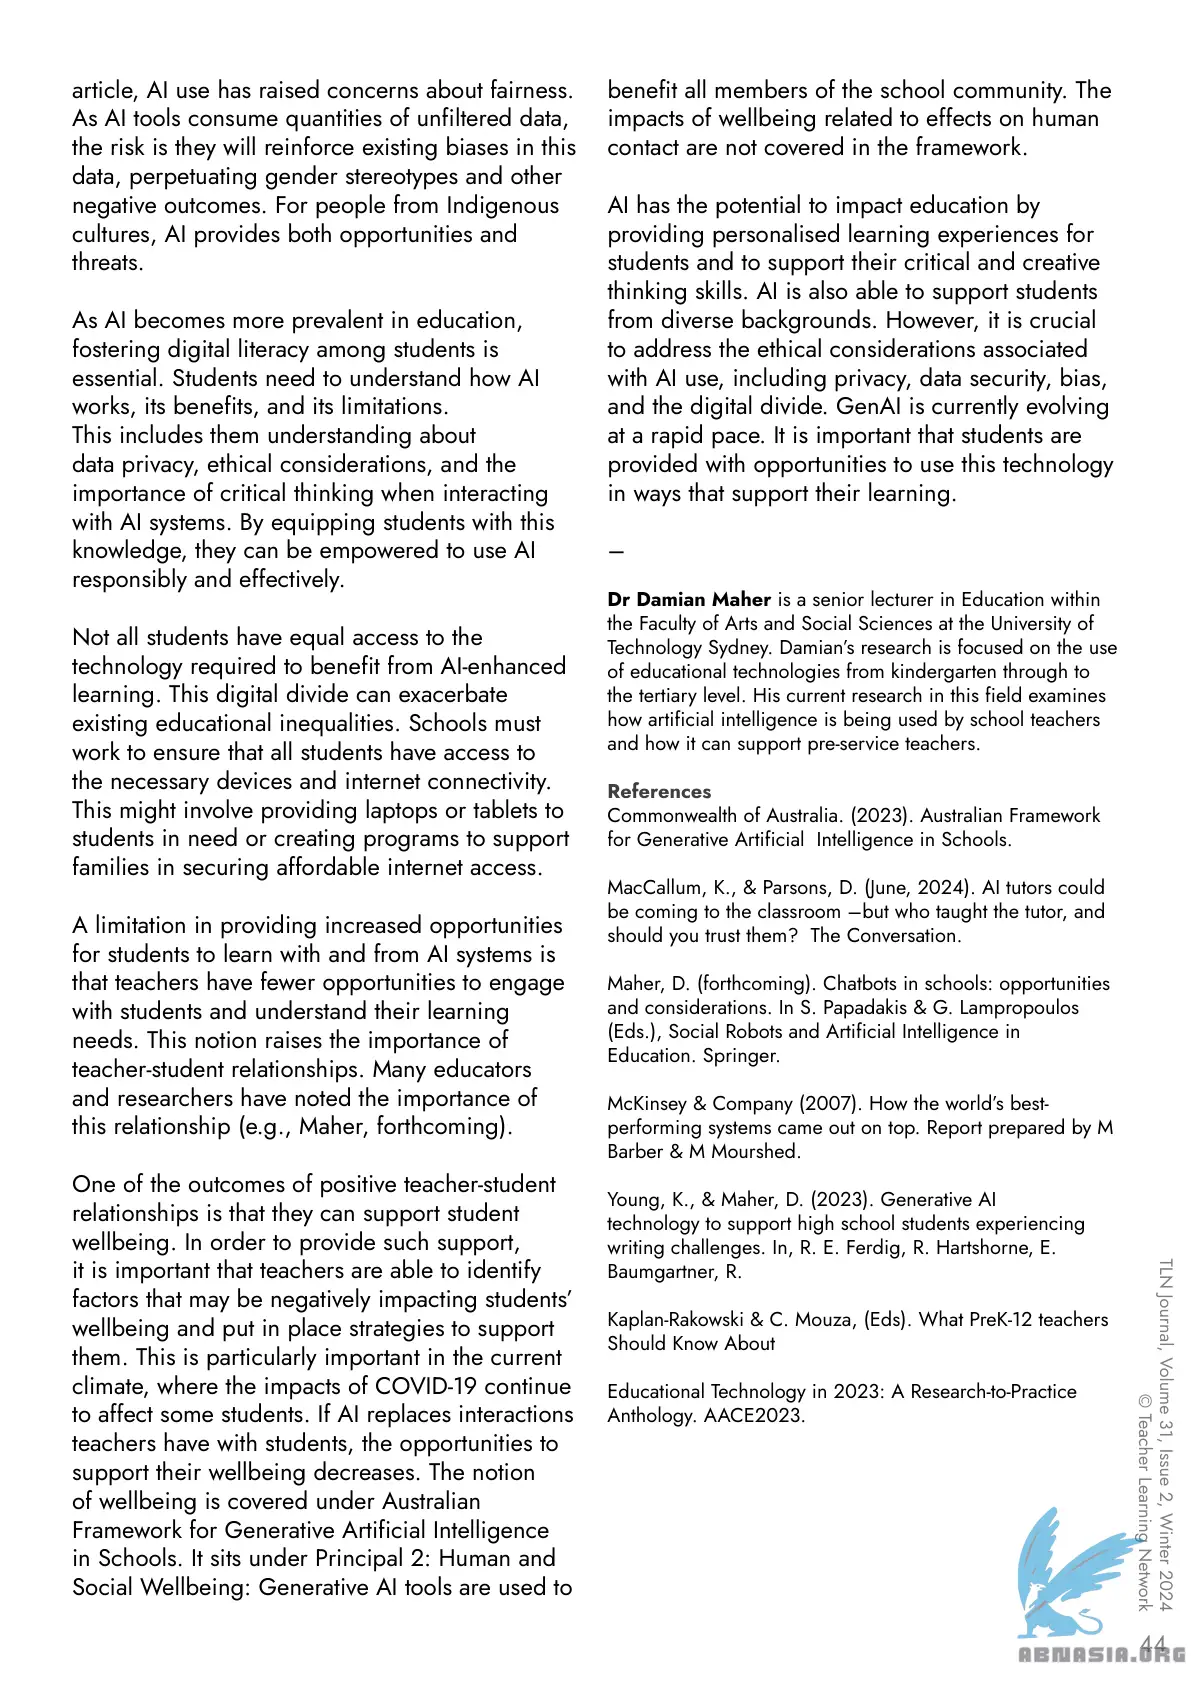 article, AI use has raised concerns about fairness.
As AI tools consume quantities of unfiltered data,
the risk is they will reinforce existing biases in this
data, perpetuating gender stereotypes and other
negative outcomes. For people from Indigenous
cultures, AI provides both opportunities and
threats.

As AI becomes more prevalent in education,
fostering digital literacy among students is
essential. Students need to understand how AI
works, its benefits, and its limitations.
This includes them understanding about
data privacy, ethical considerations, and the
importance of critical thinking when interacting
with AI systems. By equipping students with this
knowledge, they can be empowered to use AI
responsibly and effectively.

Not all students have equal access to the
technology required to benefit from AI-enhanced
learning. This digital divide can exacerbate
existing educational inequalities. Schools must
work to ensure that all students have access to
the necessary devices and internet connectivity.
This might involve providing laptops or tablets to
students in need or creating programs to support
families in securing affordable internet access.

A limitation in providing increased opportunities
for students to learn with and from AI systems is
that teachers have fewer opportunities to engage
with students and understand their learning
needs. This notion raises the importance of
teacher-student relationships. Many educators
and researchers have noted the importance of
this relationship (e.g., Maher, forthcoming).

One of the outcomes of positive teacher-student
relationships is that they can support student
wellbeing. In order to provide such support,
it is important that teachers are able to identify
factors that may be negatively impacting students’
wellbeing and put in place strategies to support
them. This is particularly important in the current
climate, where the impacts of COVID-19 continue
to affect some students. If AI replaces interactions
teachers have with students, the opportunities to
support their wellbeing decreases. The notion
of wellbeing is covered under Australian
Framework for Generative Artificial Intelligence
in Schools. It sits under Principal 2: Human and
Social Wellbeing: Generative AI tools are used to
benefit all members of the school community. The
impacts of wellbeing related to effects on human
contact are not covered in the framework.

AI has the potential to impact education by
providing personalised learning experiences for
students and to support their critical and creative
thinking skills. AI is also able to support students
from diverse backgrounds. However, it is crucial
to address the ethical considerations associated
with AI use, including privacy, data security, bias,
and the digital divide. GenAI is currently evolving
at a rapid pace. It is important that students are
provided with opportunities to use this technology
in ways that support their learning.

–

Dr Damian Maher is a senior lecturer in Education within
the Faculty of Arts and Social Sciences at the University of
Technology Sydney. Damian’s research is focused on the use
of educational technologies from kindergarten through to
the tertiary level. His current research in this field examines
how artificial intelligence is being used by school teachers
and how it can support pre-service teachers.

References
Commonwealth of Australia. (2023). Australian Framework
for Generative Artificial  Intelligence in Schools.

MacCallum, K., & Parsons, D. (June, 2024). AI tutors could
be coming to the classroom –but who taught the tutor, and
should you trust them?  The Conversation.

Maher, D. (forthcoming). Chatbots in schools: opportunities
and considerations. In S. Papadakis & G. Lampropoulos
(Eds.), Social Robots and Artificial Intelligence in
Education. Springer.

McKinsey & Company (2007). How the world’s best-
performing systems came out on top. Report prepared by M
Barber & M Mourshed.

Young, K., & Maher, D. (2023). Generative AI
technology to support high school students experiencing
writing challenges. In, R. E. Ferdig, R. Hartshorne, E.
Baumgartner, R.

Kaplan-Rakowski & C. Mouza, (Eds). What PreK-12 teachers
Should Know About

Educational Technology in 2023: A Research-to-Practice
Anthology. AACE2023.

TLN Journal, Volume 31, Issue 2, Winter 2024
© Teacher Learning Network
44
ABNASIA.ORG